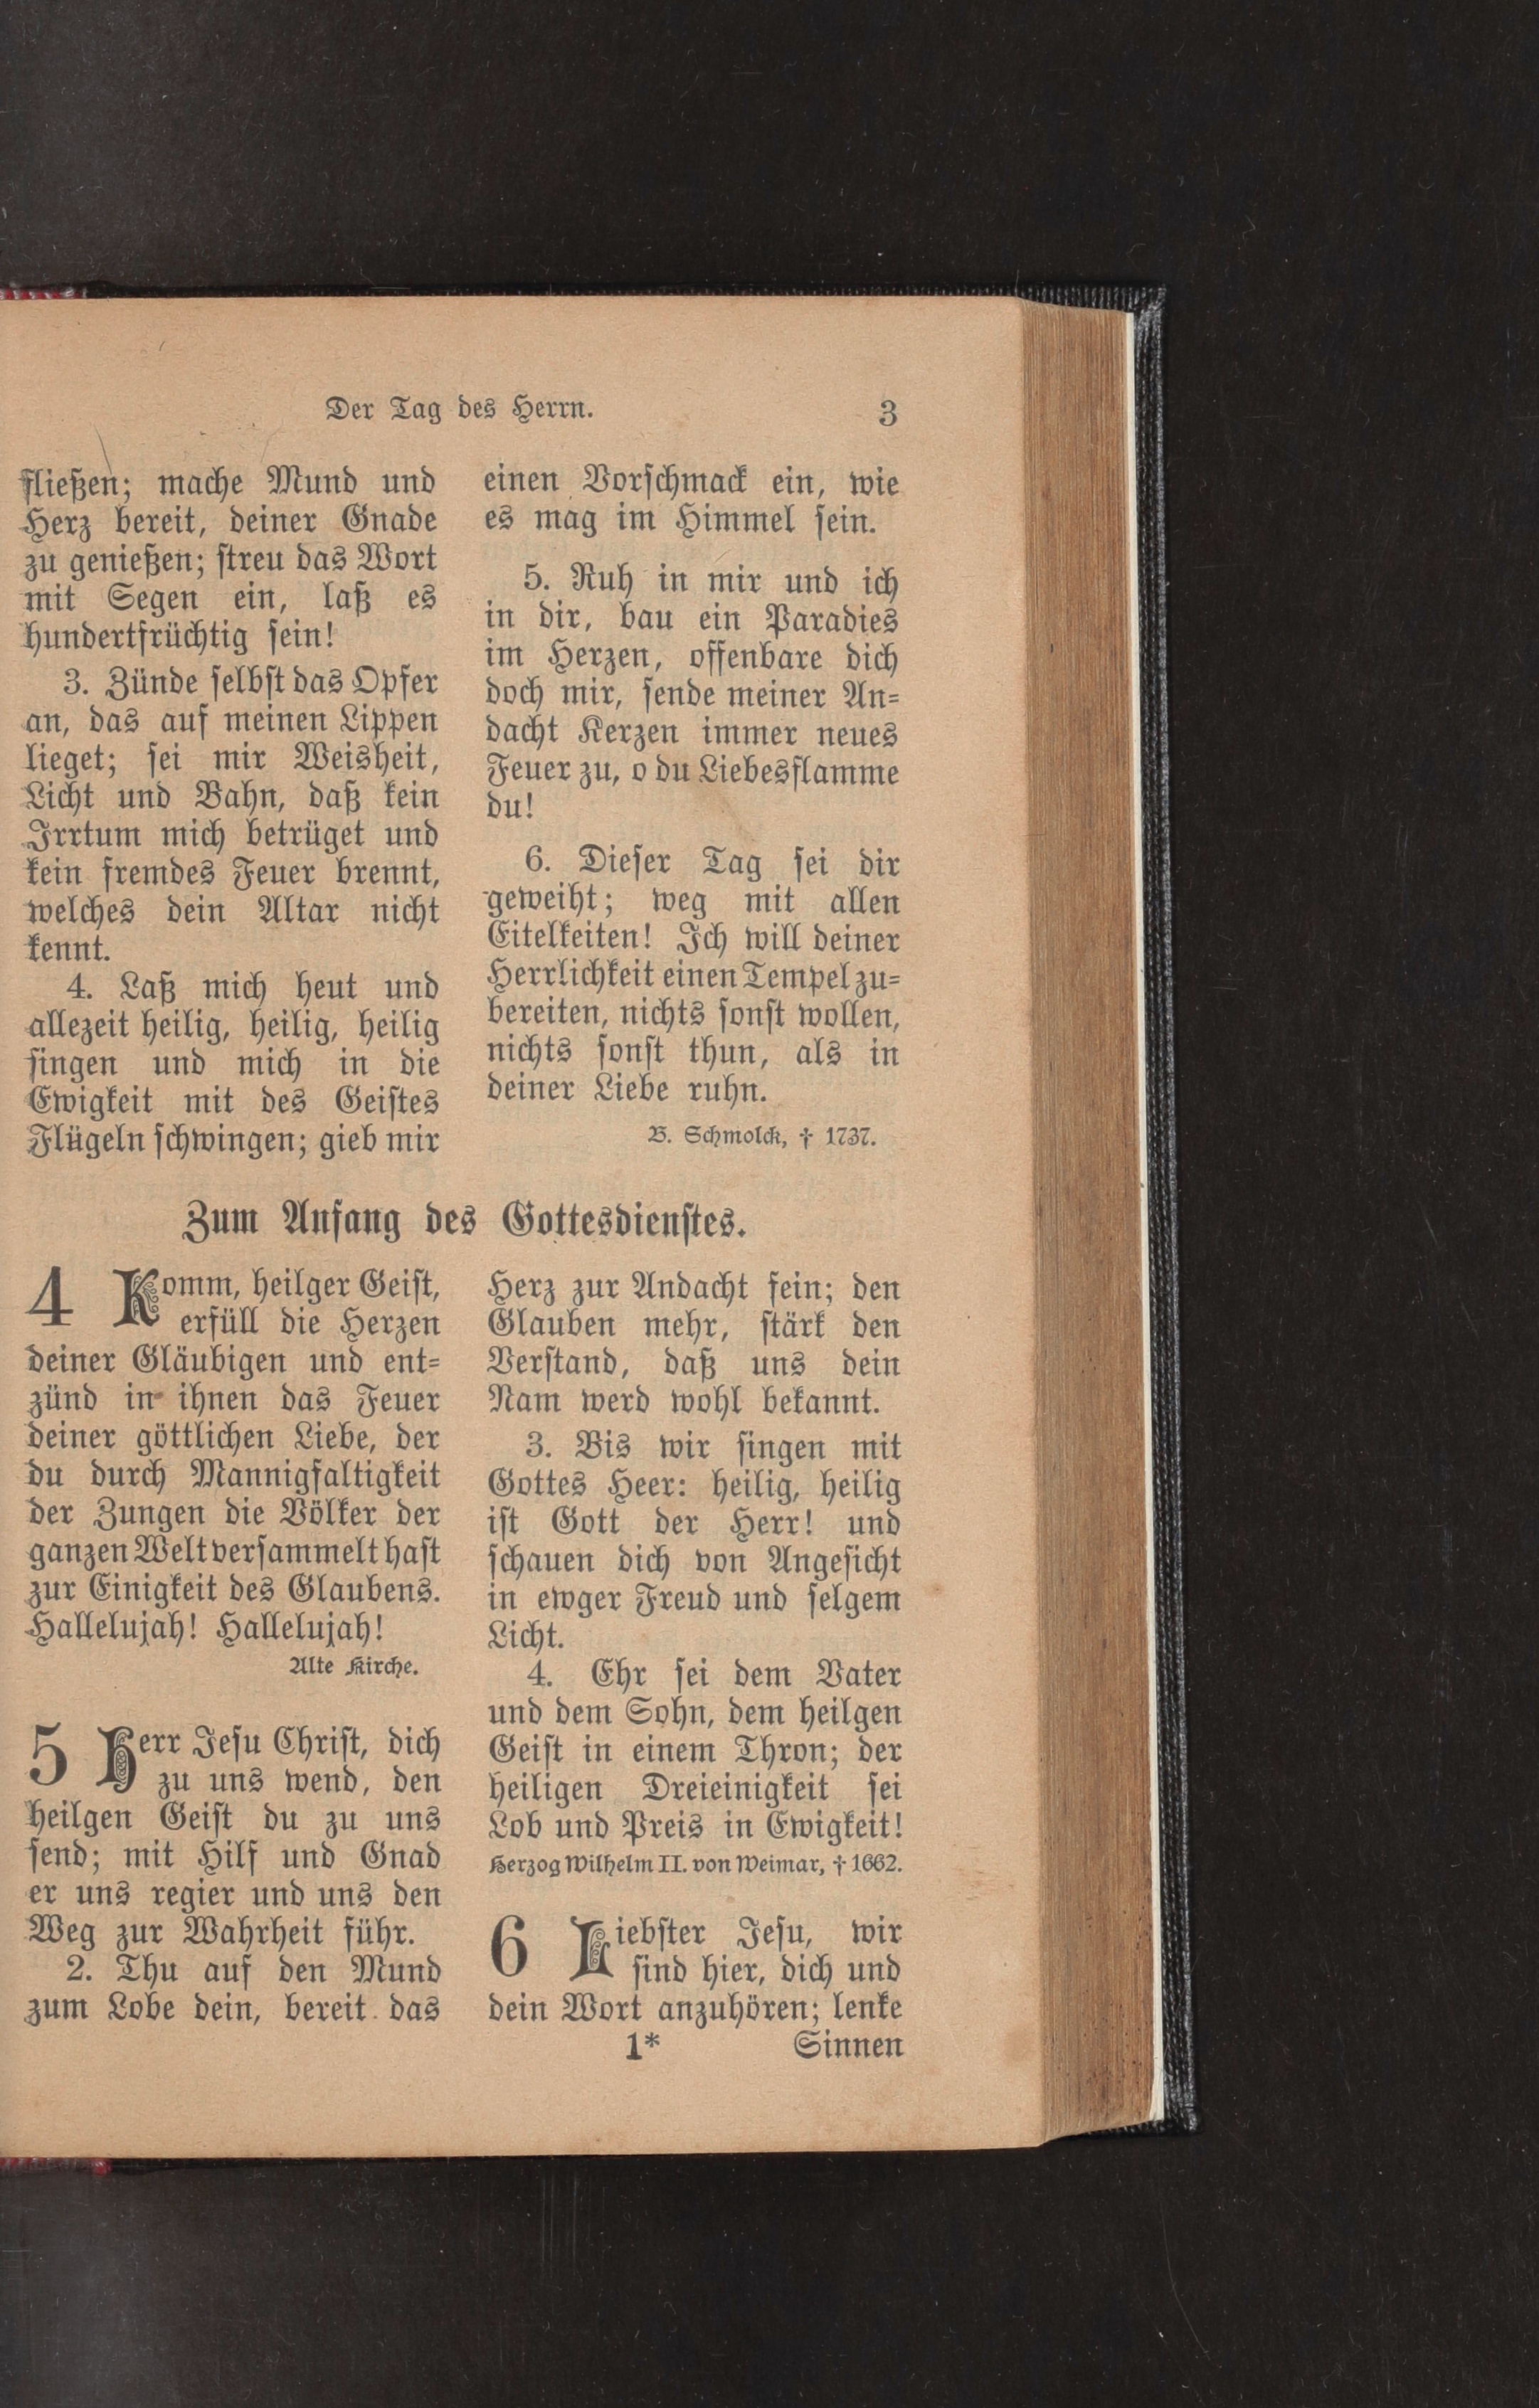 Der Tag des Herrn.
3
fließen; mache Mund und
Herz bereit, deiner Gnade
zu genießen; streu das Wort
mit Segen ein, laß es
hundertfrüchtig sein!
3. Zünde selbst das Opfer
an, das auf meinen Lippen
lieget; sei mir Weisheit,
Licht und Bahn, daß kein
Irrtum mich betrüget und
kein fremdes Feuer brennt,
welches dein Altar nicht
kennt.
4. Laß mich heut und
allezeit heilig, heilig, heilig
singen und mich in die
Ewigkeit mit des Geistes
Flügeln schwingen; gieb mir
einen Vorschmack ein, wie
es mag im Himmel sein.
5. Ruh in mir und ich
in dir, bau ein Paradies
im Herzen, offenbare dich
doch mir, sende meiner An-
dacht Kerzen immer neues
Feuer zu, o du Liebesflamme
du!
6. Dieser Tag sei dir
geweiht; weg mit allen
Eitelkeiten! Ich will deiner
Herrlichkeit einen Tempel zu-
bereiten, nichts sonst wollen,
nichts sonst thun, als in
deiner Liebe ruhn.
B. Schmolck, † 1737.
Zum Anfang des Gottesdienstes.
4 Komm, heilger Geist,
erfüll die Herzen
deiner Gläubigen und ent-
zünd in ihnen das Feuer
deiner göttlichen Liebe, der
du durch Mannigfaltigkeit
der Zungen die Völker der
ganzen Welt versammelt hast
zur Einigkeit des Glaubens.
Hallelujah! Hallelujah!
Alte Kirche.
5 Herr Jesu Christ, dich
zu uns wend, den
heilgen Geist du zu uns
send; mit Hilf und Gnad
er uns regier und uns den
Weg zur Wahrheit führ.
2. Thu auf den Mund
zum Lobe dein, bereit das
Herz zur Andacht fein; den
Glauben mehr, stärk den
Verstand, daß uns dein
Nam werd wohl bekannt.
3. Bis wir singen mit
Gottes Heer: heilig, heilig
ist Gott der Herr! und
schauen dich von Angesicht
in ewger Freud und selgem
Licht.
4. Ehr sei dem Vater
und dem Sohn, dem heilgen
Geist in einem Thron; der
heiligen Dreieinigkeit sei
Lob und Preis in Ewigkeit!
Herzog Wilhelm II. von Weimar, † 1662.
6 Liebster Jesu, wir
sind hier, dich und
dein Wort anzuhören; lenke
1* Sinnen